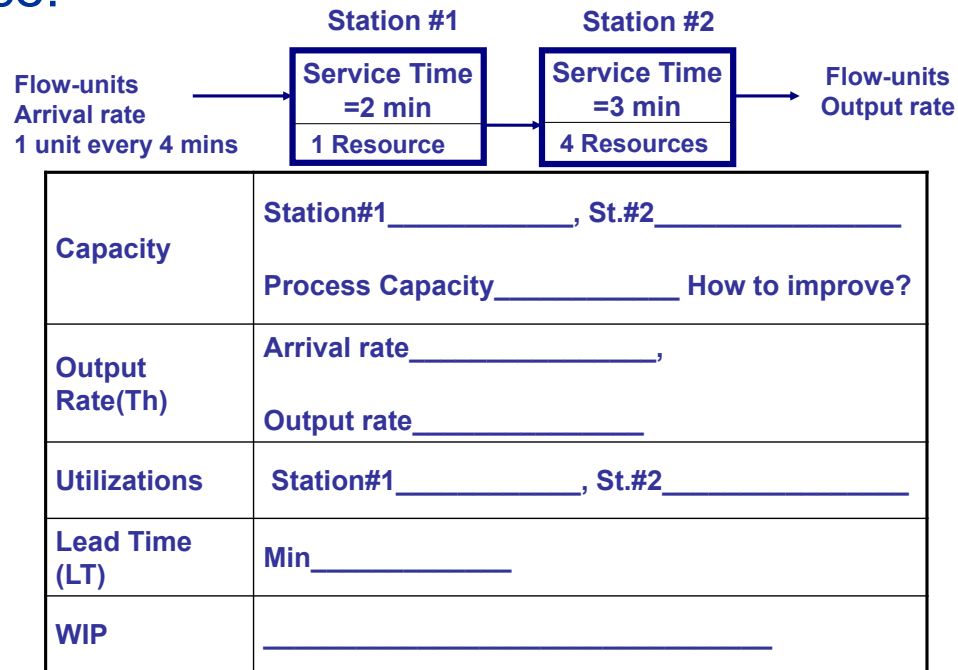 Station #1
Station #2
Flow-units
Arrival rate
1 unit every 4 mins
Service Time
=2 min
1 Resource
Service Time
=3 min
4 Resources
Flow-units
Output rate
Capacity
Station#1____________, St.#2________________
Process Capacity____________ How to improve?
Output
Rate(Th)
Arrival rate________________,
Output rate_______________
Utilizations
Station#1____________, St.#2________________
Lead Time
(LT)
Min_____________
WIP
_________________________________